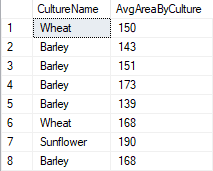 CultureName AvgAreaByCulture
1 Wheat 150
2 Barley 143
3 Barley 151
4 Barley 173
5 Barley 139
6 Wheat 168
7 Sunflower 190
8 Barley 168